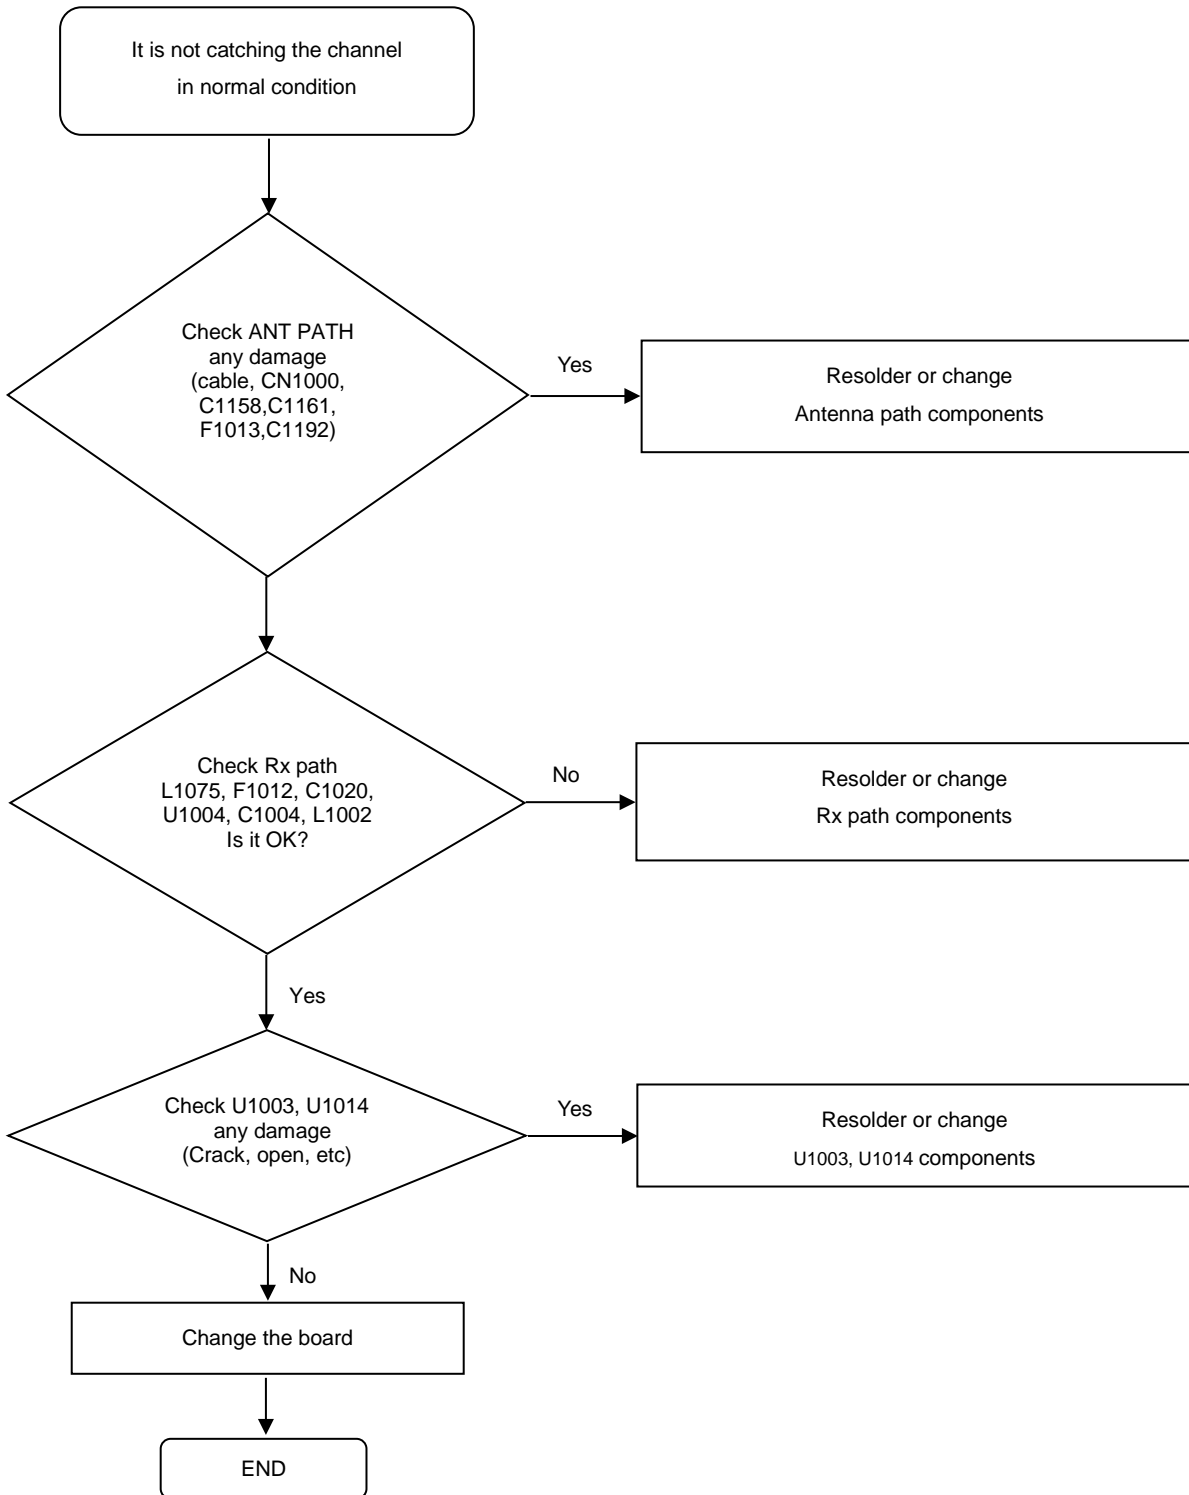 It is not catching the channel
in normal condition
Check ANT PATH
any damage
(cable, CN1000,
C1158,C1161,
F1013,C1192)
Yes
Resolder or change
Antenna path components
Check Rx path
L1075, F1012, C1020,
U1004, C1004, L1002
Is it OK?
No
Resolder or change
Rx path components
Yes
Check U1003, U1014
any damage
(Crack, open, etc)
Yes
Resolder or change
U1003, U1014 components
No
Change the board
END